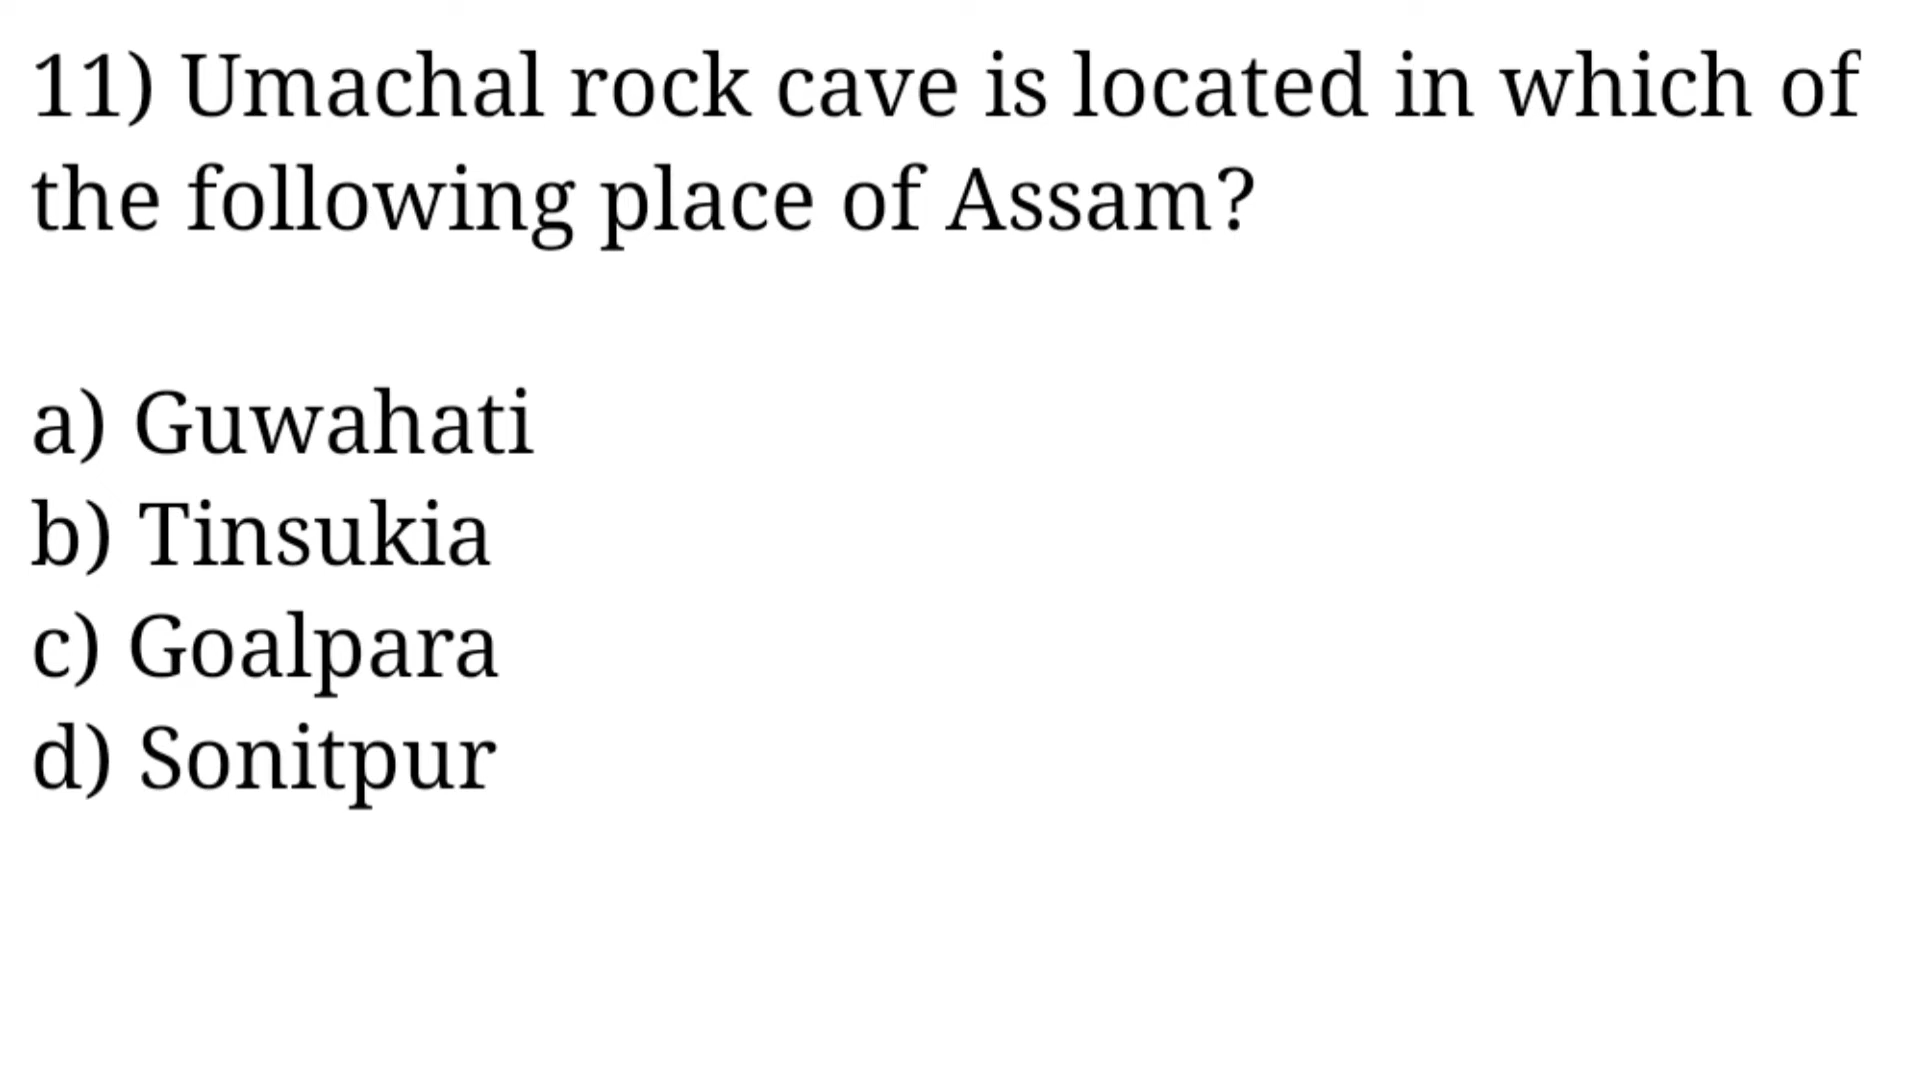 11) Umachal rock cave is located in which of
the following place of Assam?
a) Guwahati
b) Tinsukia
c) Goalpara
d) Sonitpur